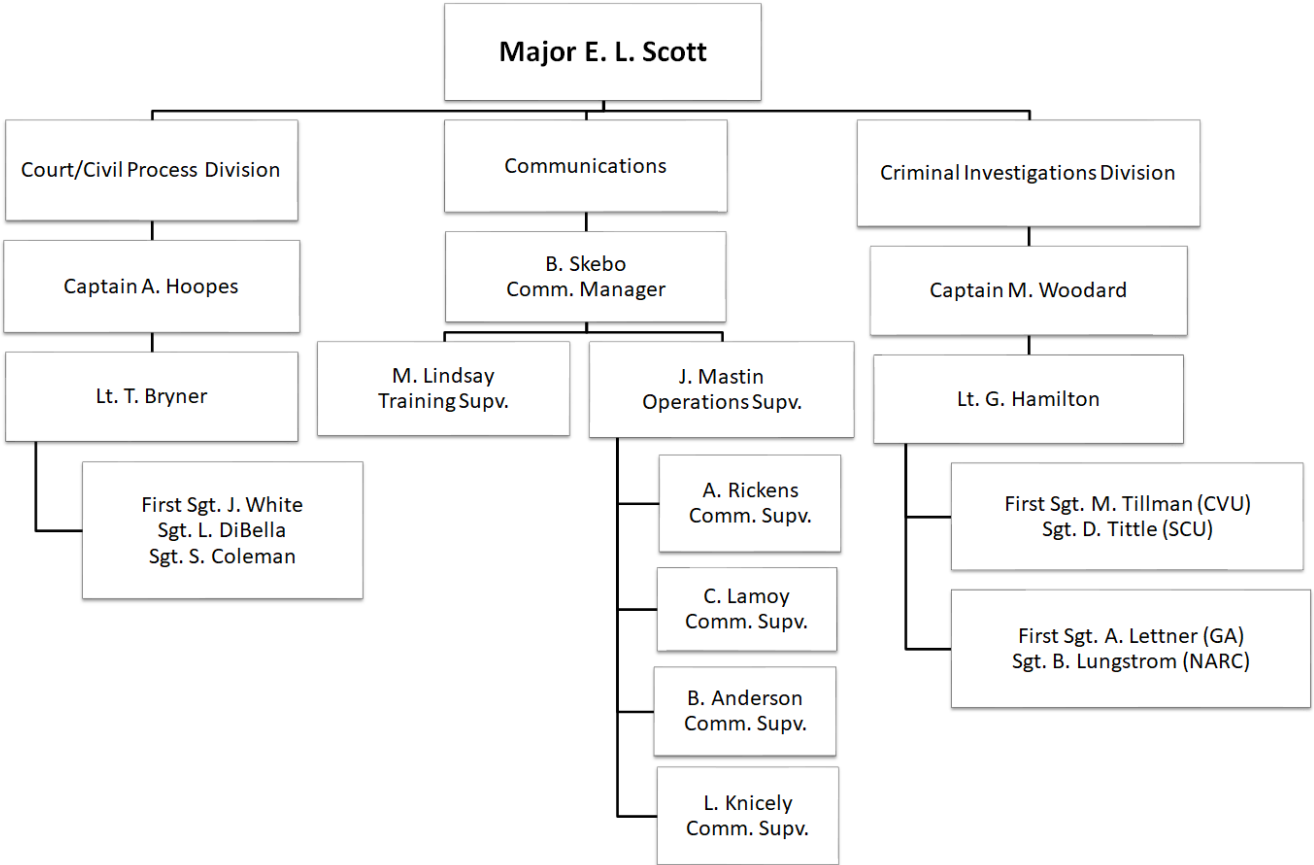 Major E. L. Scott
Court/Civil Process Division
Captain A. Hoopes
Lt. T. Bryner
First Sgt. J. White
Sgt. L. DiBella
Sgt. S. Coleman
Communications
B. Skebo
Comm. Manager
M. Lindsay
Training Supv.
J. Mastin
Operations Supv.
A. Rickens
Comm. Supv.
C. Lamoy
Comm. Supv.
B. Anderson
Comm. Supv.
L. Knicely
Comm. Supv.
Criminal Investigations Division
Captain M. Woodard
Lt. G. Hamilton
First Sgt. M. Tillman (CVU)
Sgt. D. Tittle (SCU)
First Sgt. A. Lettner (GA)
Sgt. B. Lungstrom (NARC)